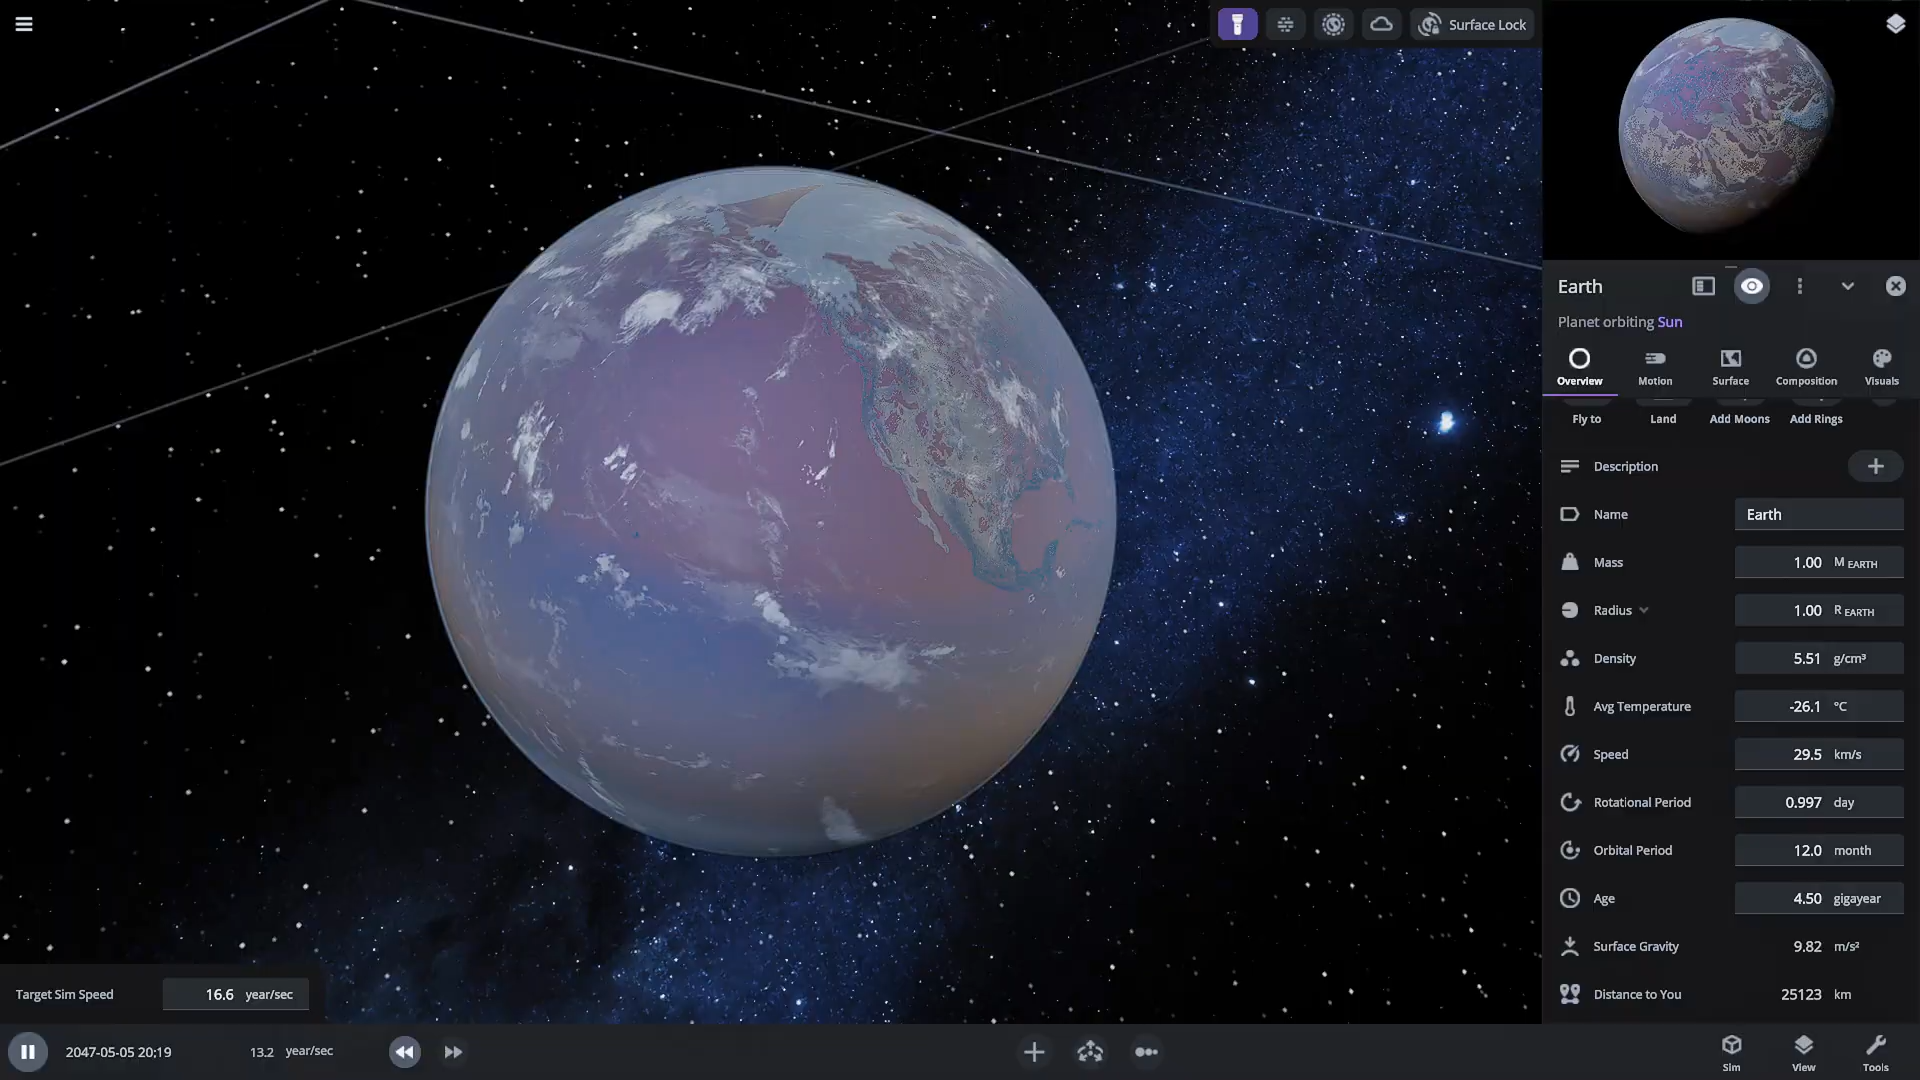 Surface Lock
Earth
Planet orbiting Sun
Overview Motion Surface Composition Visuals
Fly to Land Add Moons Add Rings
Description
Name Earth
Mass 1.00 M EARTH
Radius 1.00 R EARTH
Density 5.51 g/cm³
Avg Temperature -26.1 °C
Speed 29.5 km/s
Rotational Period 0.997 day
Orbital Period 12.0 month
Age 4.50 gigayear
Surface Gravity 9.82 m/s²
Distance to You 25123 km
Target Sim Speed 16.6 year/sec
2047-05-05 20:19 13.2 year/sec
Sim View Tools